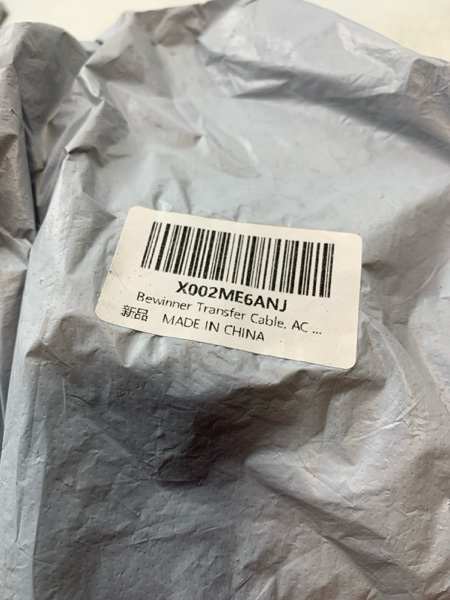 X002ME6ANJ
Bewinner Transfer Cable, AC ...
新品 MADE IN CHINA